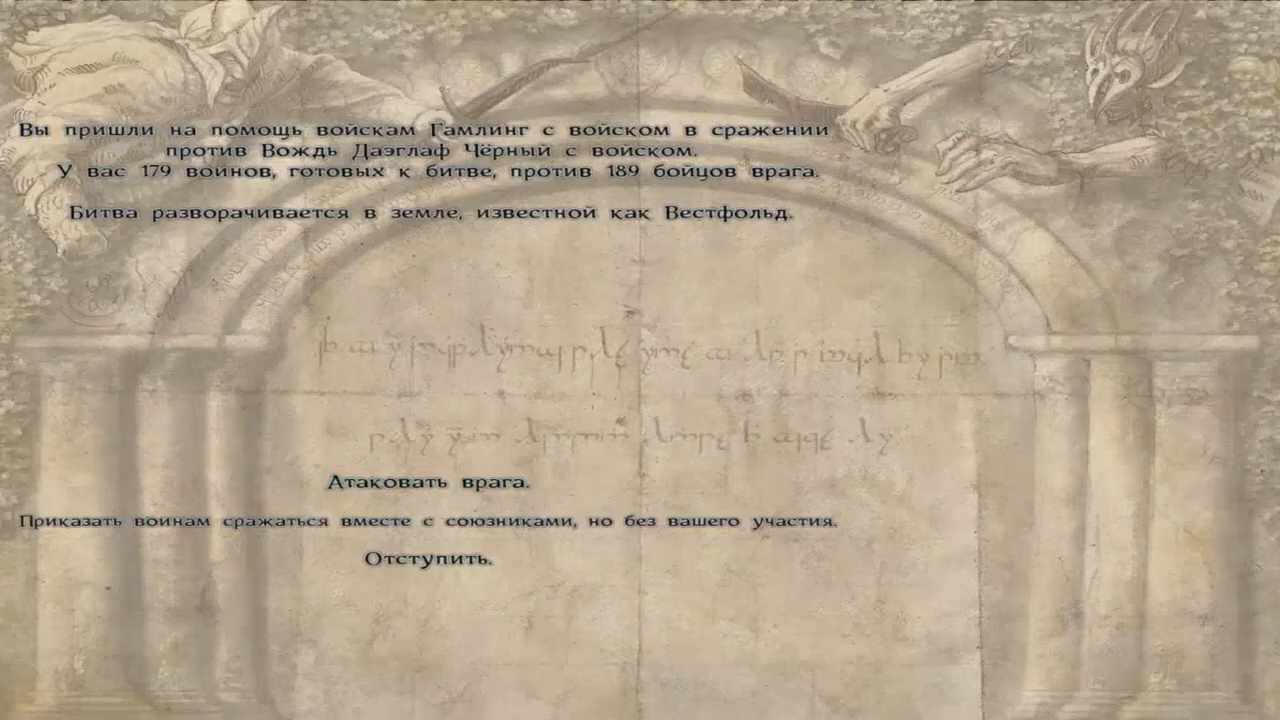 Вы пришли на помощь войскам Гамлинг с войском в сражении
против Вождь Даэглаф Чёрный с войском.
У вас 179 воинов, готовых к битве, против 189 бойцов врага.
Битва разворачивается в земле, известной как Вестфольд.
Атаковать врага.
Приказать воинам сражаться вместе с союзниками, но без вашего участия.
Отступить.